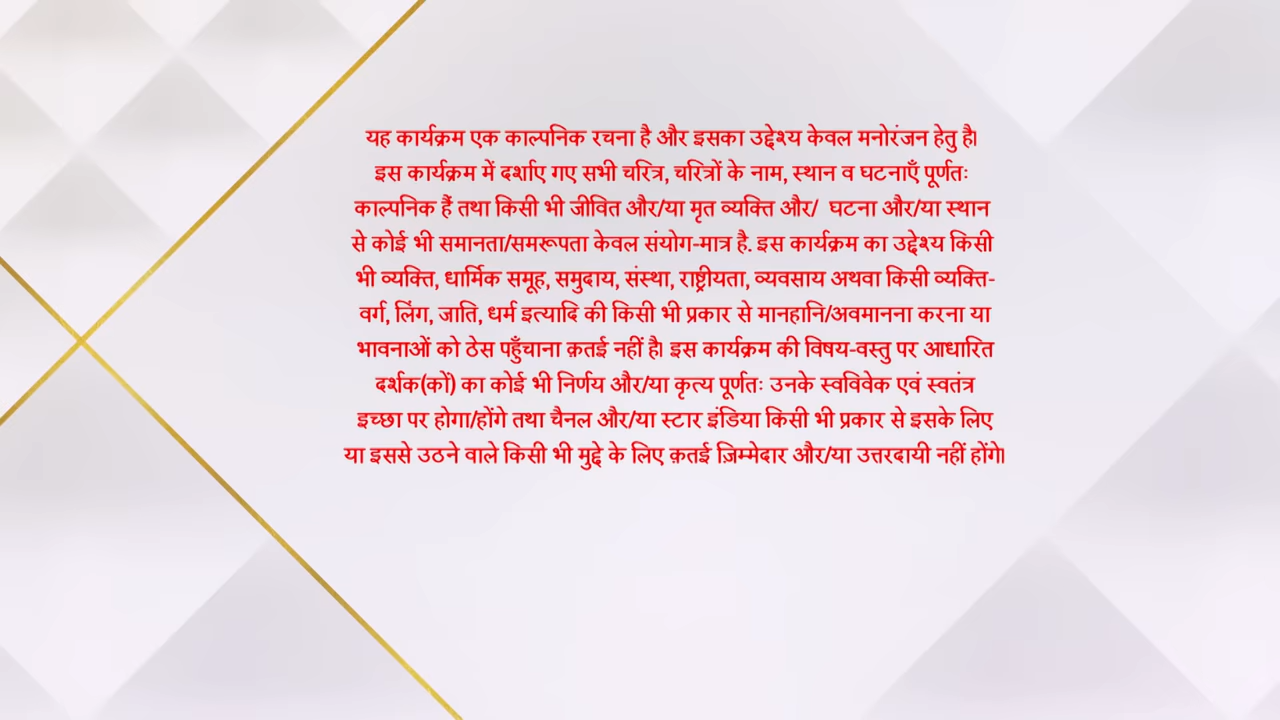 यह कार्यक्रम एक काल्पनिक रचना है और इसका उद्देश्य केवल मनोरंजन हेतु है।
इस कार्यक्रम में दर्शाए गए सभी चरित्र, चरित्रों के नाम, स्थान व घटनाएँ पूर्णतः
काल्पनिक हैं तथा किसी भी जीवित और/या मृत व्यक्ति और/ घटना और/या स्थान
से कोई भी समानता/समरूपता केवल संयोग-मात्र है. इस कार्यक्रम का उद्देश्य किसी
भी व्यक्ति, धार्मिक समूह, समुदाय, संस्था, राष्ट्रीयता, व्यवसाय अथवा किसी व्यक्ति-
वर्ग, लिंग, जाति, धर्म इत्यादि की किसी भी प्रकार से मानहानि/अवमानना करना या
भावनाओं को ठेस पहुँचाना क़तई नहीं है। इस कार्यक्रम की विषय-वस्तु पर आधारित
दर्शक(कों) का कोई भी निर्णय और/या कृत्य पूर्णतः उनके स्वविवेक एवं स्वतंत्र
इच्छा पर होगा/होंगे तथा चैनल और/या स्टार इंडिया किसी भी प्रकार से इसके लिए
या इससे उठने वाले किसी भी मुद्दे के लिए क़तई ज़िम्मेदार और/या उत्तरदायी नहीं होंगे।